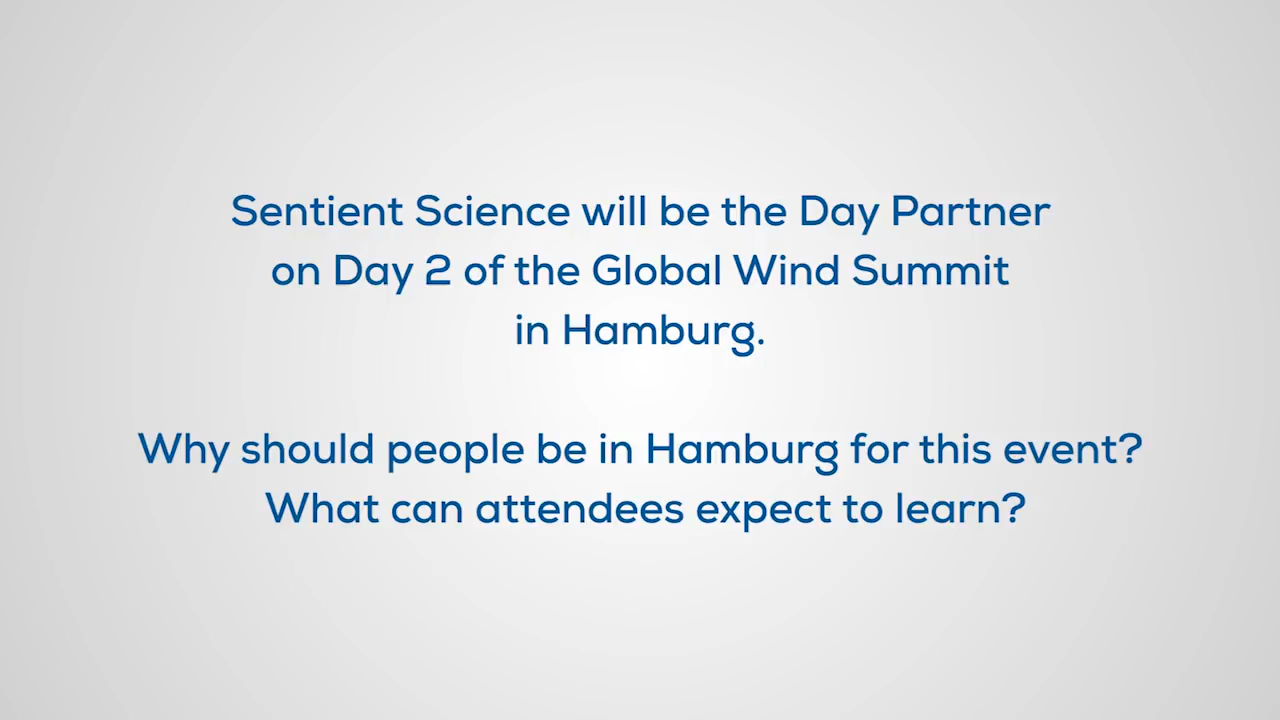 Sentient Science will be the Day Partner
on Day 2 of the Global Wind Summit
in Hamburg.
Why should people be in Hamburg for this event?
What can attendees expect to learn?